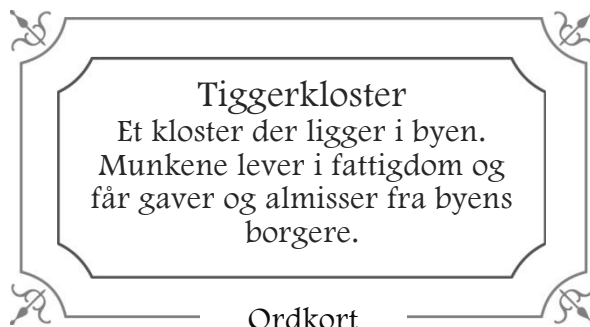 Tiggerkloster
Et kloster der ligger i byen.
Munkene lever i fattigdom og
får gaver og almisser fra byens
borgere.
Ordkort